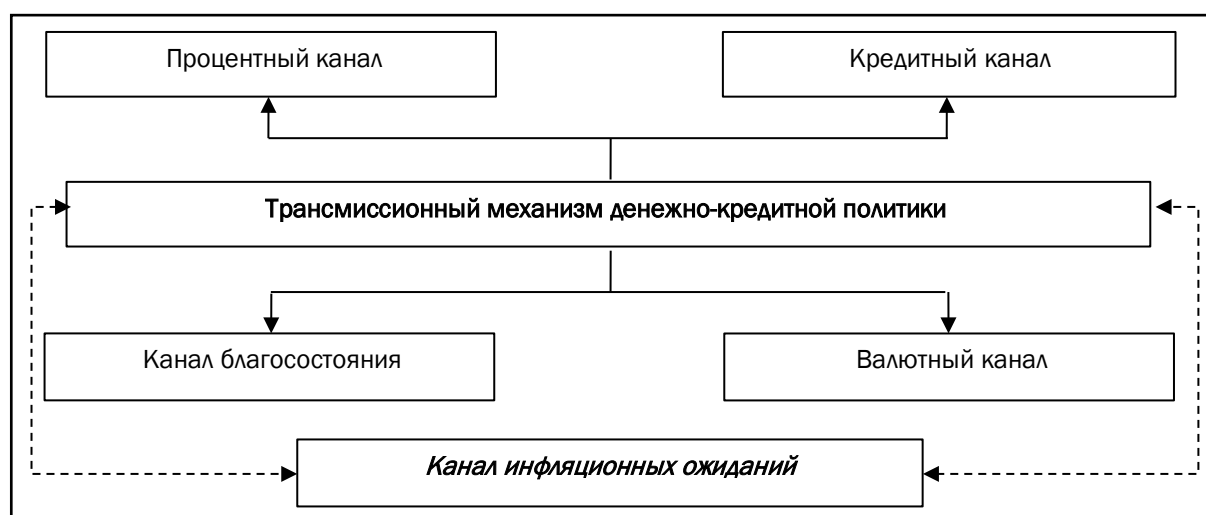 Процентный канал
Кредитный канал
Трансмиссионный механизм денежно-кредитной политики
Канал благосостояния
Валютный канал
Канал инфляционных ожиданий